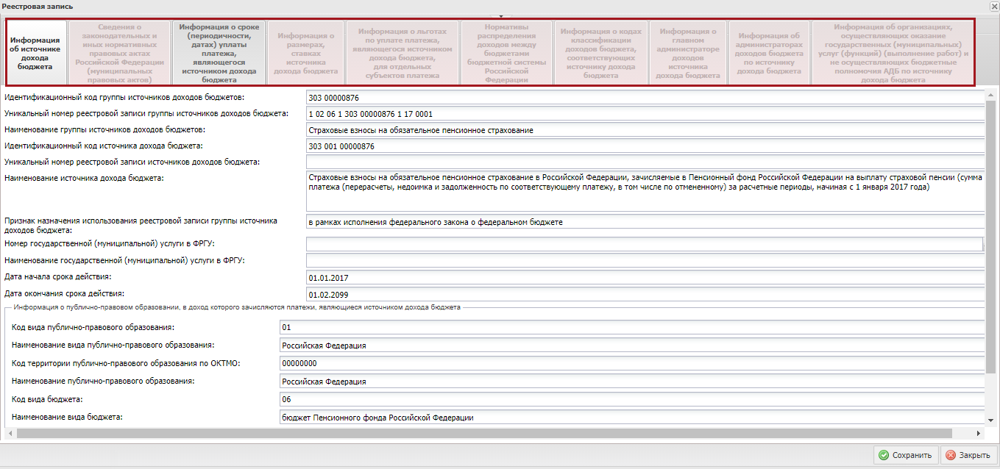 Реестровая запись
Информация
об источнике
дохода
бюджета
Сведения о
законодательных и
иных нормативных
правовых актах
Российской Федерации
(муниципальных
правовых актов)
Информация о сроке
(периодичности,
датах) уплаты
платежа,
являющегося
источником дохода
бюджета
Информация о
размерах,
ставках
источника
дохода бюджета
Информация о льготах
по уплате платежа,
являющегося источником
дохода бюджета,
для отдельных
субъектов платежа
Нормативы
распределения
доходов между
бюджетами
бюджетной системы
Российской
Федерации
Информация о кодах
классификации
доходов бюджета,
соответствующих
источнику дохода
бюджета
Информация о
главном
администраторе
доходов
источника
дохода бюджета
Информация об
администраторах
доходов бюджета
по источнику
дохода бюджета
Информация об организациях,
осуществляющих оказание
государственных (муниципальных)
услуг (функций) (выполнение работ) и
не осуществляющих бюджетные
полномочия АДБ по источнику
дохода бюджета
Идентификационный код группы источников доходов бюджетов: 303 00000876
Уникальный номер реестровой записи группы источников доходов бюджета: 1 02 06 1 303 00000876 1 17 0001
Наименование группы источников доходов бюджетов: Страховые взносы на обязательное пенсионное страхование
Идентификационный код источника дохода бюджета: 303 001 00000876
Уникальный номер реестровой записи источников доходов бюджета:
Наименование источника дохода бюджета: Страховые взносы на обязательное пенсионное страхование в Российской Федерации, зачисляемые в Пенсионный фонд Российской Федерации на выплату страховой пенсии (сумма
платежа (перерасчеты, недоимка и задолженность по соответствующему платежу, в том числе по отмененному) за расчетные периоды, начиная с 1 января 2017 года)
Признак назначения использования реестровой записи группы источника
доходов бюджета:
в рамках исполнения федерального закона о федеральном бюджете
Номер государственной (муниципальной) услуги в ФРГУ:
Наименование государственной (муниципальной) услуги в ФРГУ:
Дата начала срока действия: 01.01.2017
Дата окончания срока действия: 01.02.2099
Информация о публично-правовом образовании, в доход которого зачисляются платежи, являющиеся источником дохода бюджета
Код вида публично-правового образования: 01
Наименование вида публично-правового образования: Российская Федерация
Код территории публично-правового образования по ОКТМО: 00000000
Наименование публично-правового образования: Российская Федерация
Код вида бюджета: 06
Наименование вида бюджета: бюджет Пенсионного фонда Российской Федерации
Сохранить
Закрыть